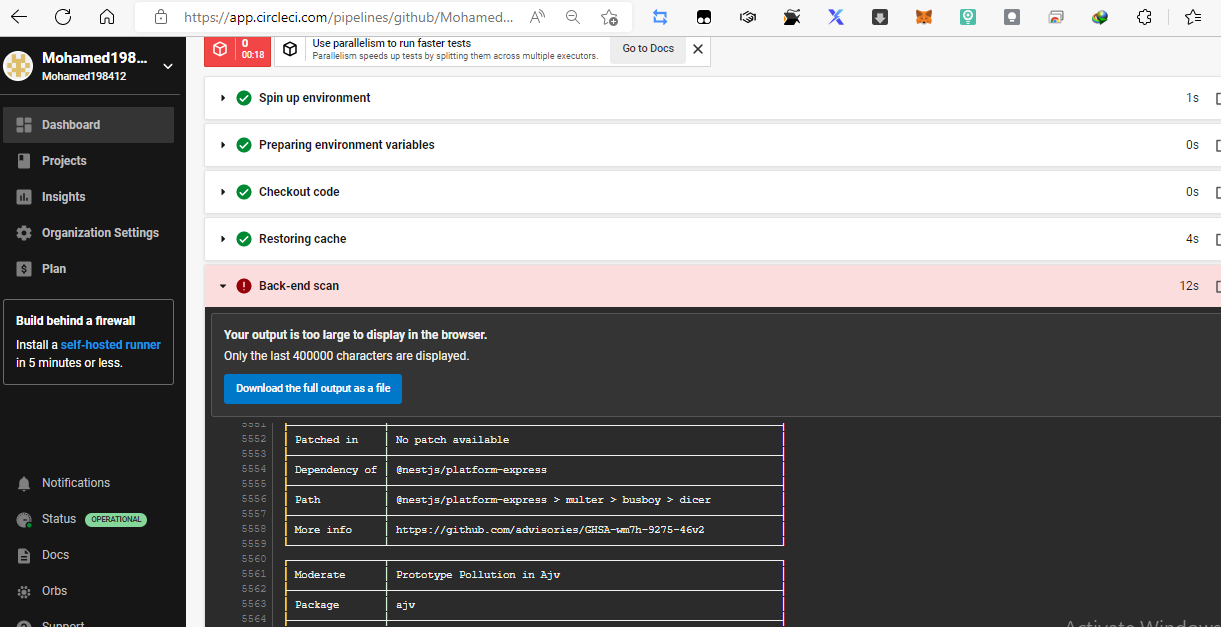 https://app.circleci.com/pipelines/github/Mohamed...
Mohamed198...
Mohamed198412
Dashboard
Projects
Insights
Organization Settings
Plan
Build behind a firewall
Install a self-hosted runner
in 5 minutes or less.
Notifications
Status OPERATIONAL
Docs
Orbs
Support
0
00:18
Use parallelism to run faster tests
Parallelism speeds up tests by splitting them across multiple executors.
Go to Docs
Spin up environment 1s
Preparing environment variables 0s
Checkout code 0s
Restoring cache 4s
Back-end scan 12s
Your output is too large to display in the browser.
Only the last 400000 characters are displayed.
Download the full output as a file
5551
5552 Patched in No patch available
5553
5554 Dependency of @nestjs/platform-express
5555
5556 Path @nestjs/platform-express > multer > busboy > dicer
5557
5558 More info https://github.com/advisories/GHSA-wm7h-9275-46v2
5559
5560
5561 Moderate Prototype Pollution in Ajv
5562
5563 Package ajv
5564
Activate Windows